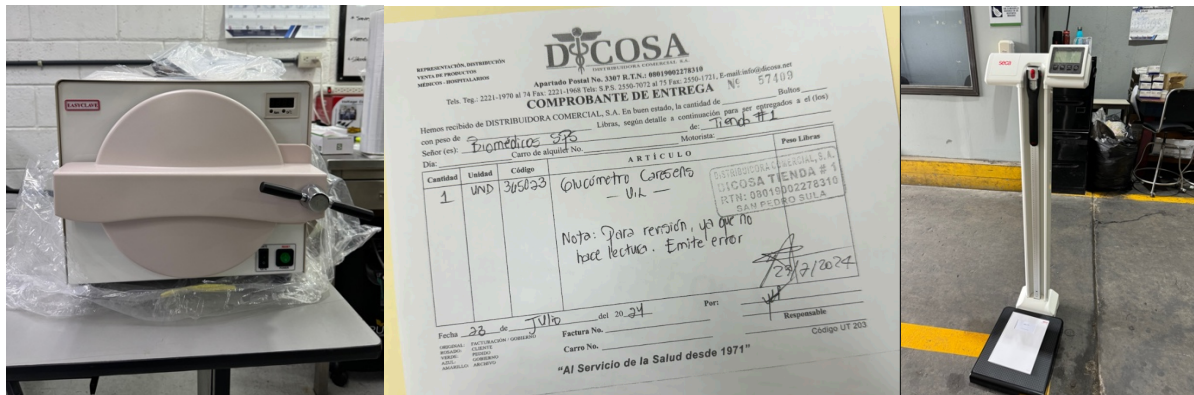 EASYCLAVE
DICOSA
DISTRIBUIDORA COMERCIAL, S.A.
REPRESENTACIÓN, DISTRIBUCIÓN
VENTA DE PRODUCTOS
MÉDICOS - HOSPITALARIOS
Apartado Postal No. 3307 R.T.N.: 08019002278310
Tels. Teg.: 2221-1970 al 74 Fax: 2221-1968 Tels: S.P.S. 2550-7072 al 75 Fax: 2550-1721, E-mail:info@dicosa.net
COMPROBANTE DE ENTREGA
Nº 57409
Hemos recibido de DISTRIBUIDORA COMERCIAL, S.A. En buen estado, la cantidad de Bultos
con peso de Libras, según detalle a continuación para ser entregados a el (los)
Señor (es): Biomédicos SPS de: Tienda #1
Día: Carro de alquiler No. Motorista:
Cantidad Unidad Código ARTÍCULO Peso Libras
1 UND 365023 Glucómetro Caresens
Nota: Para revisión, ya que no
hace lectura. Emite error
DISTRIBUIDORA COMERCIAL, S.A.
DICOSA TIENDA # 1
RTN: 08019002278310
SAN PEDRO SULA
23/7/2024
Fecha 23 de Julio del 2024 Por:
Responsable
Factura No.
Carro No.
Código UT 203
ORIGINAL: FACTURACIÓN / GOBIERNO
ROSADO: CLIENTE
VERDE: PEDIDO
AZUL: GOBIERNO
AMARILLO: ARCHIVO
"Al Servicio de la Salud desde 1971"
seca